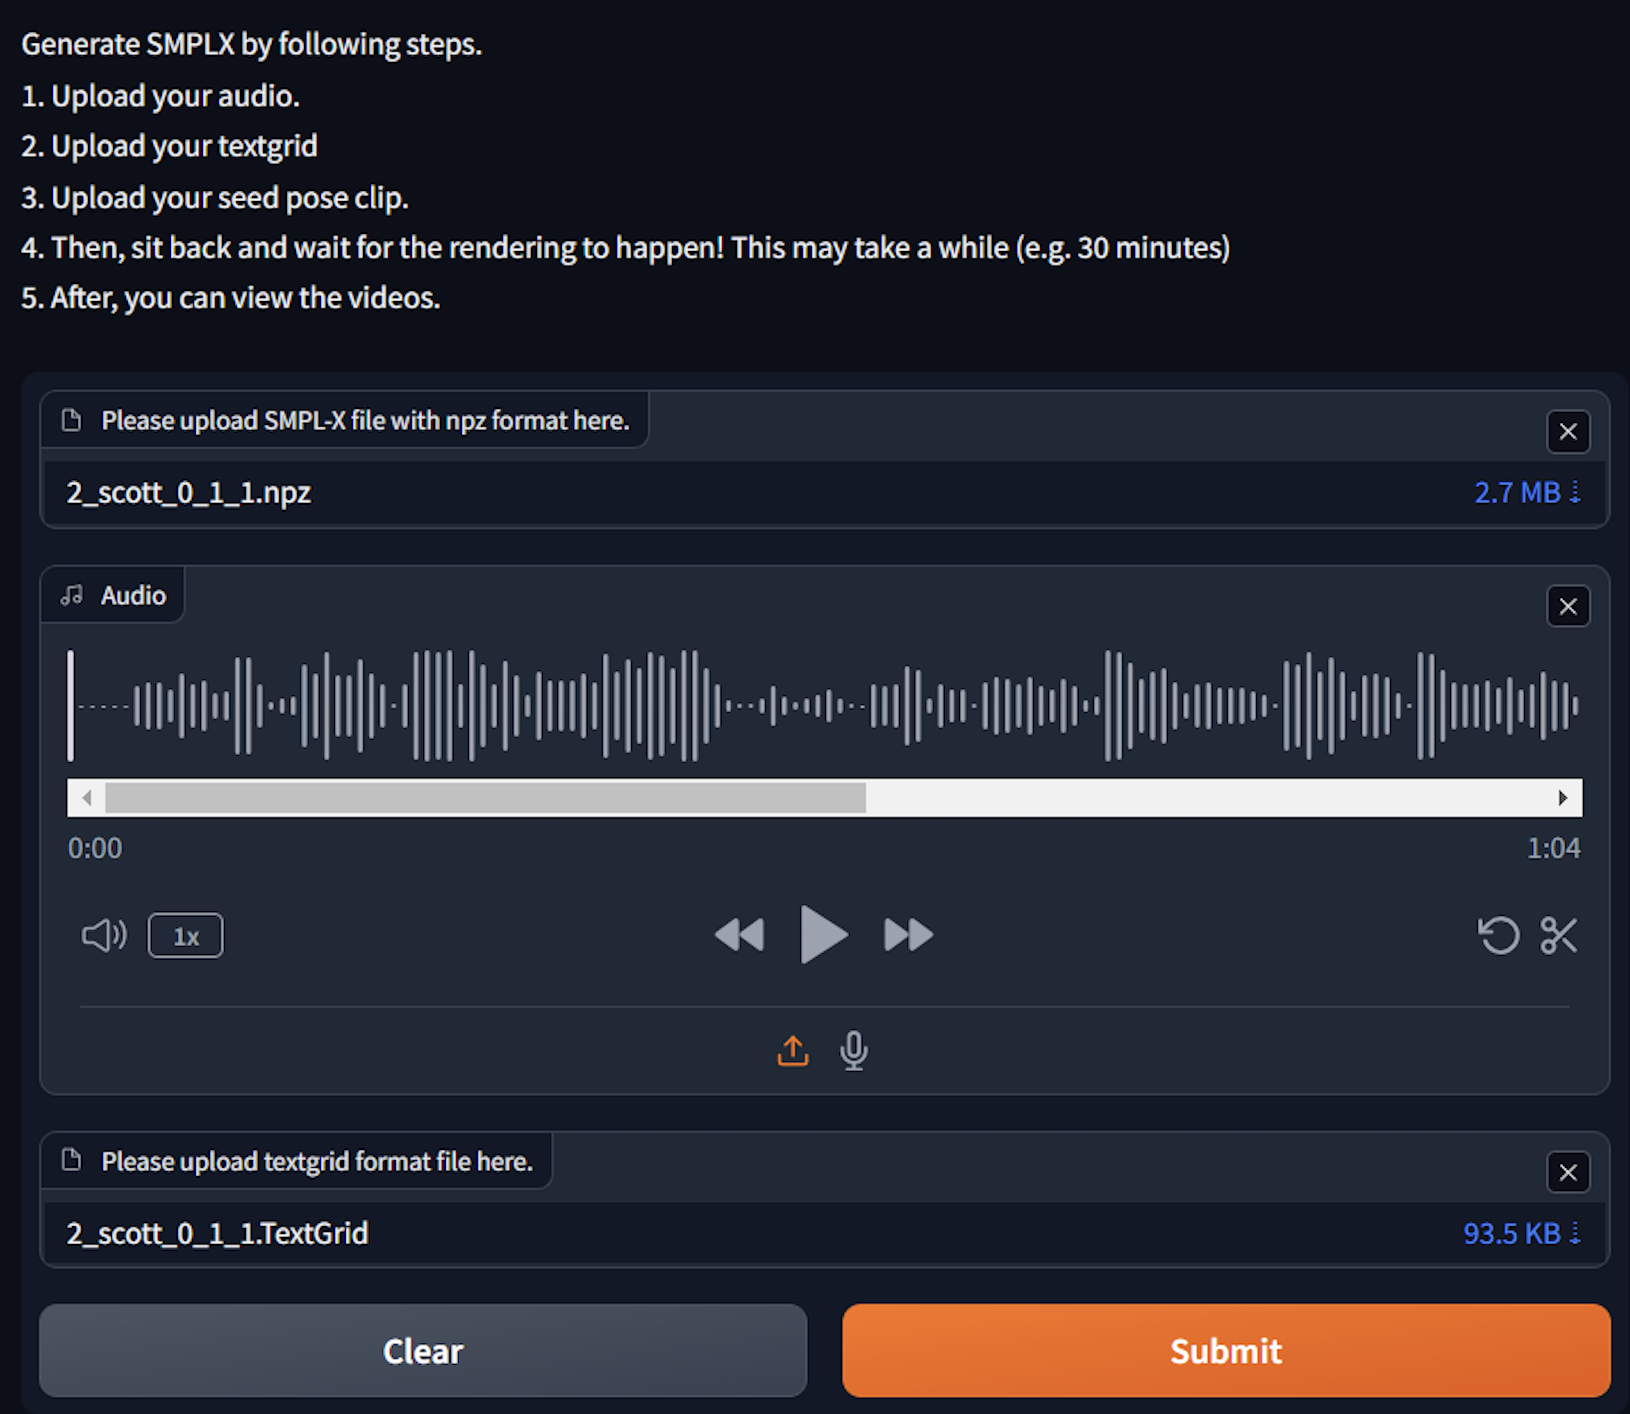 Generate SMPLX by following steps.
1. Upload your audio.
2. Upload your textgrid
3. Upload your seed pose clip.
4. Then, sit back and wait for the rendering to happen! This may take a while (e.g. 30 minutes)
5. After, you can view the videos.
Please upload SMPL-X file with npz format here.
2_scott_0_1_1.npz 2.7 MB ⇣
Audio
0:00 1:04
1x
Please upload textgrid format file here.
2_scott_0_1_1.TextGrid 93.5 KB ⇣
Clear Submit